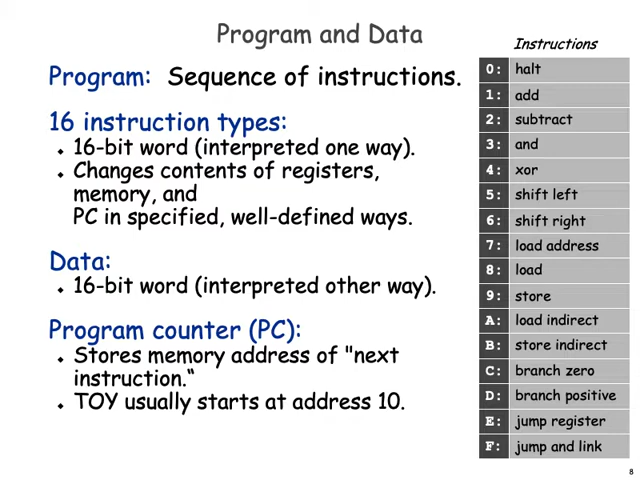 Program and Data
Program: Sequence of instructions.
16 instruction types:
16-bit word (interpreted one way).
Changes contents of registers,
memory, and
PC in specified, well-defined ways.
Data:
16-bit word (interpreted other way).
Program counter (PC):
Stores memory address of "next
instruction.“
TOY usually starts at address 10.
Instructions
0: halt
1: add
2: subtract
3: and
4: xor
5: shift left
6: shift right
7: load address
8: load
9: store
A: load indirect
B: store indirect
C: branch zero
D: branch positive
E: jump register
F: jump and link
8